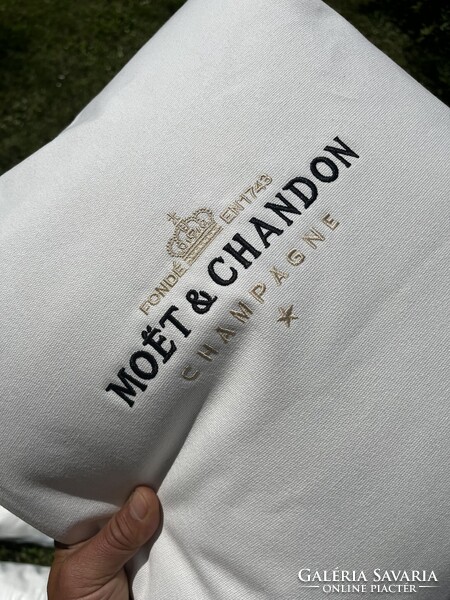 FONDÉ EN 1743
MOËT & CHANDON
CHAMPAGNE
GALÉRIA SAVARIA
ONLINE PIACTÉR